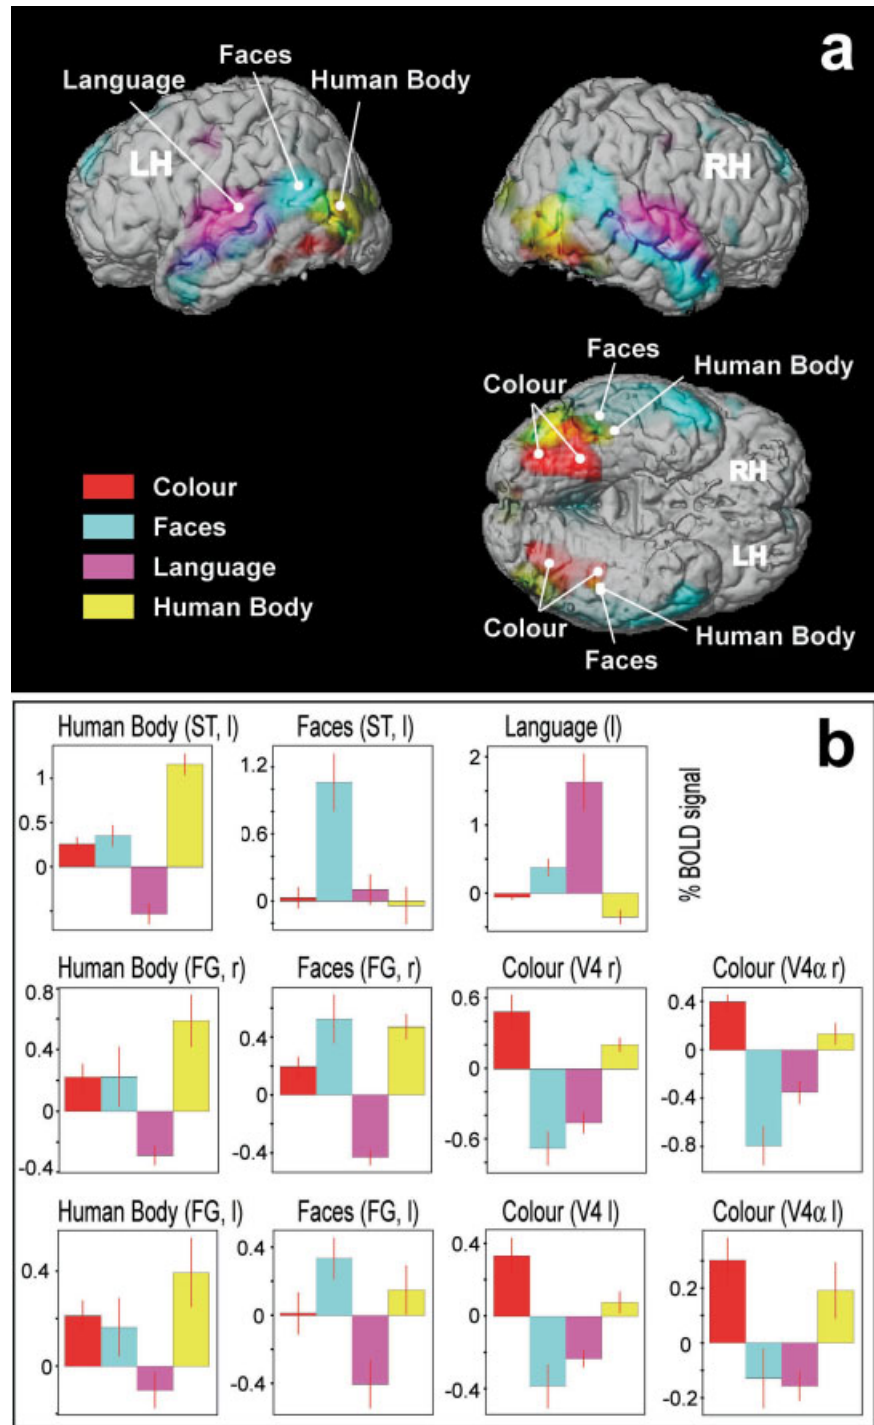 a
Faces
Language
Human Body
LH
RH
Faces
Human Body
Colour
RH
LH
Colour
Human Body
Faces
Colour
Faces
Language
Human Body
b
Human Body (ST, l)
Faces (ST, l)
Language (l)
1
0.5
0
1.2
0.6
0
2
1
0
% BOLD signal
Human Body (FG, r)
Faces (FG, r)
Colour (V4 r)
Colour (V4α r)
0.8
0.4
0
-0.4
0.4
0
-0.4
0.6
0
-0.6
0.4
0
-0.4
-0.8
Human Body (FG, l)
Faces (FG, l)
Colour (V4 l)
Colour (V4α l)
0.4
0
0.4
0
-0.4
0.4
0
-0.4
0.2
0
-0.2